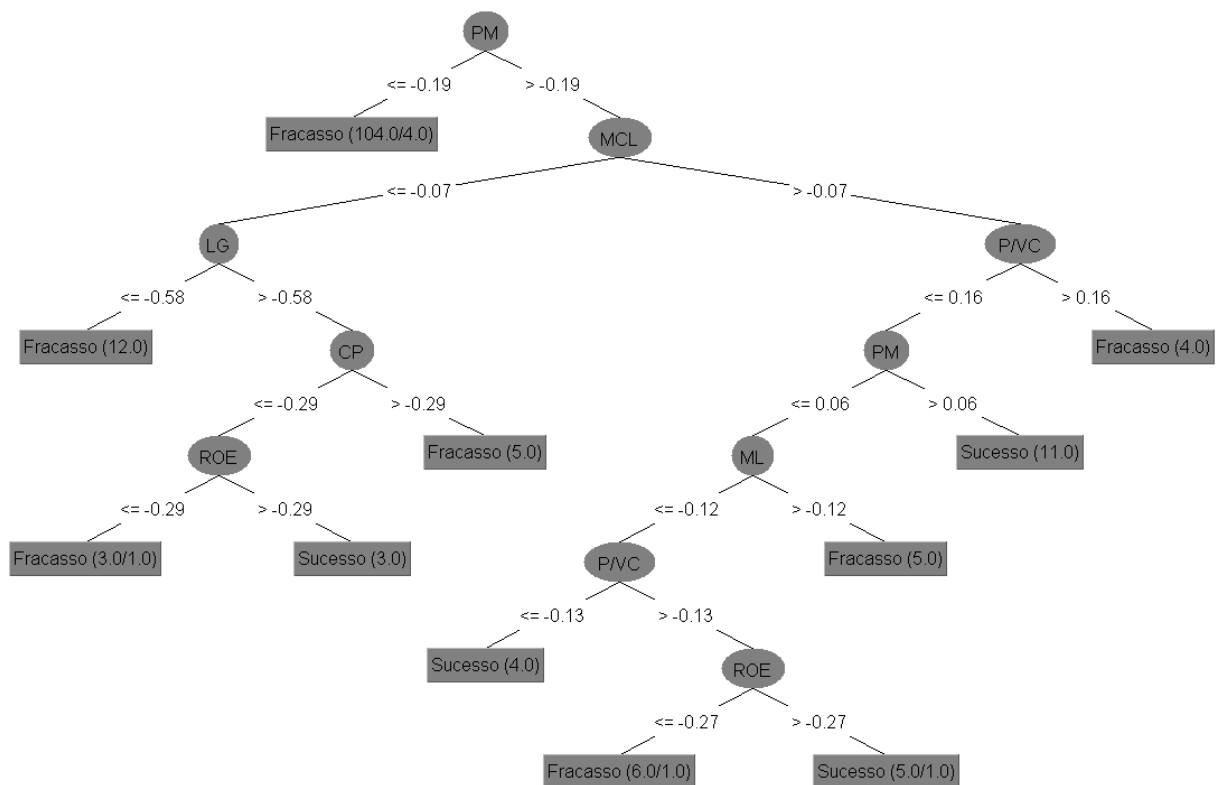 PM
<= -0.19
> -0.19
Fracasso (104.0/4.0)
MCL
<= -0.07
> -0.07
LG
P/VC
<= -0.58
> -0.58
<= 0.16
> 0.16
Fracasso (12.0)
CP
PM
Fracasso (4.0)
<= -0.29
> -0.29
<= 0.06
> 0.06
ROE
Fracasso (5.0)
ML
Sucesso (11.0)
<= -0.29
> -0.29
<= -0.12
> -0.12
Fracasso (3.0/1.0)
Sucesso (3.0)
P/VC
Fracasso (5.0)
<= -0.13
> -0.13
Sucesso (4.0)
ROE
<= -0.27
> -0.27
Fracasso (6.0/1.0)
Sucesso (5.0/1.0)